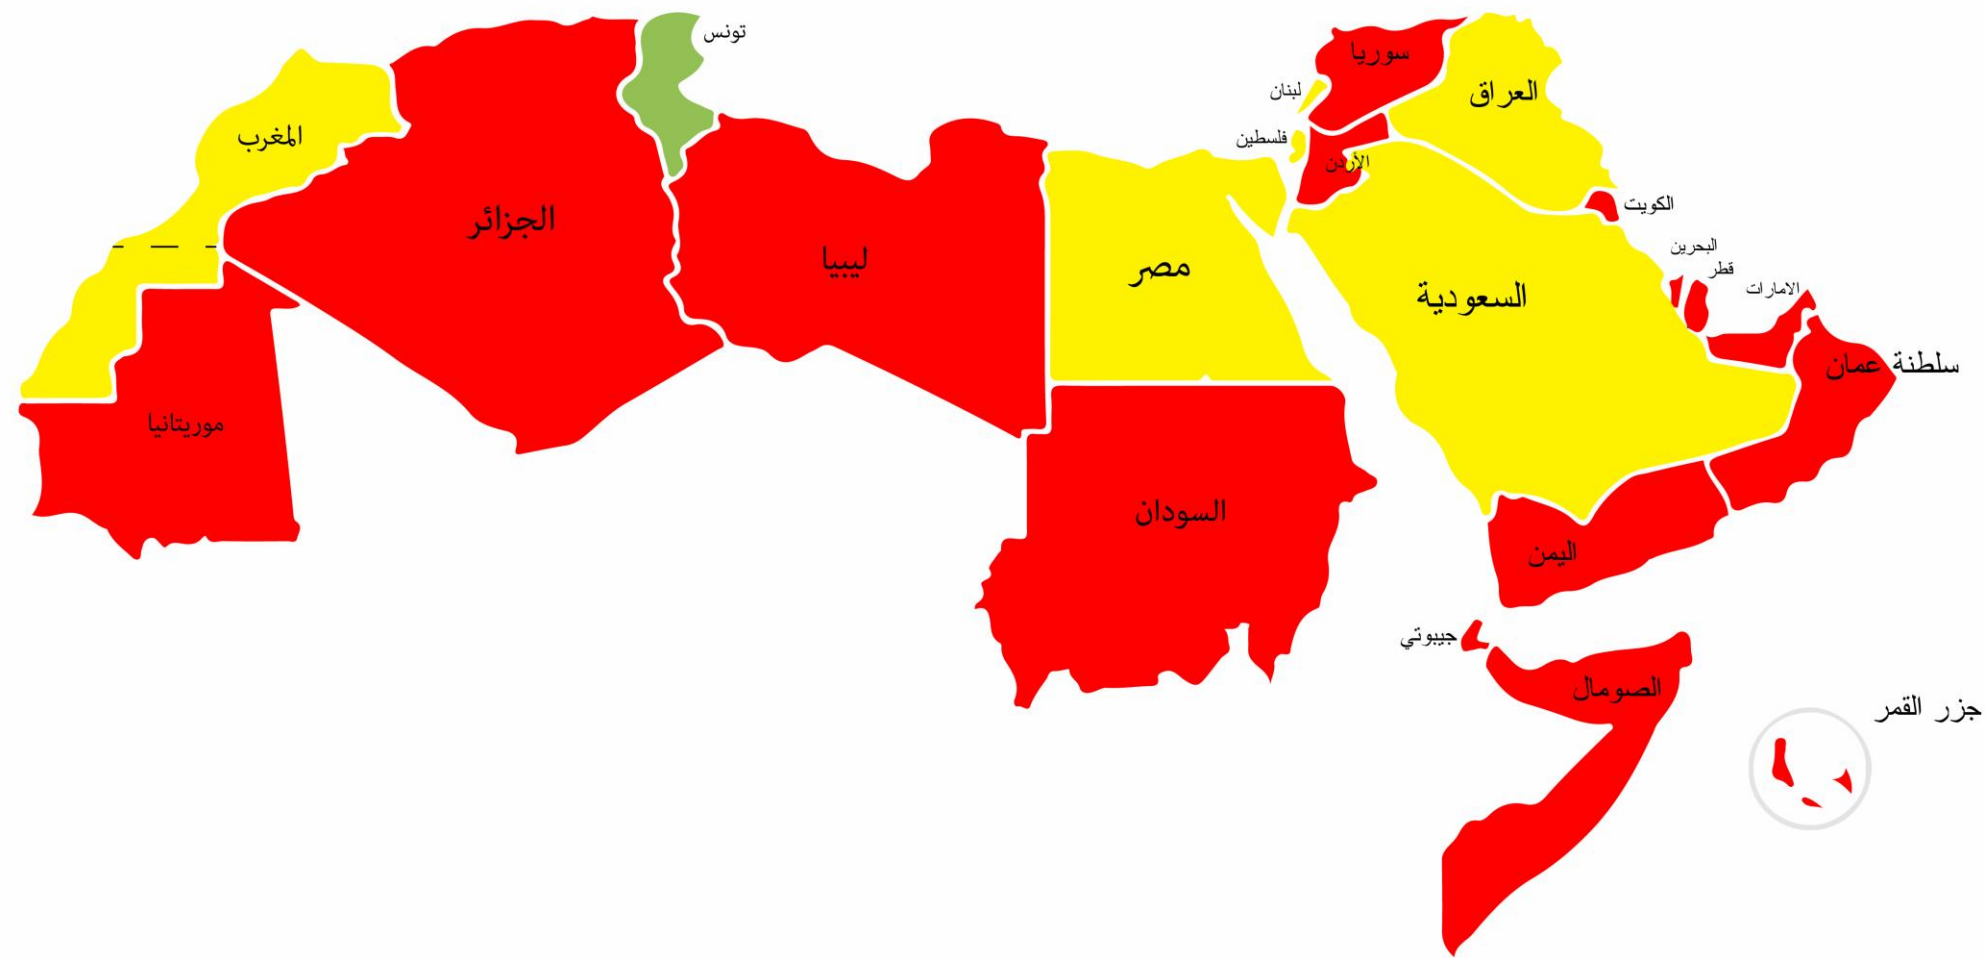 تونس
سوريا
العراق
لبنان
المغرب
فلسطين
الأردن
الكويت
الجزائر
ليبيا
مصر
البحرين
قطر
الامارات
السعودية
سلطنة عمان
موريتانيا
السودان
اليمن
جيبوتي
الصومال
جزر القمر